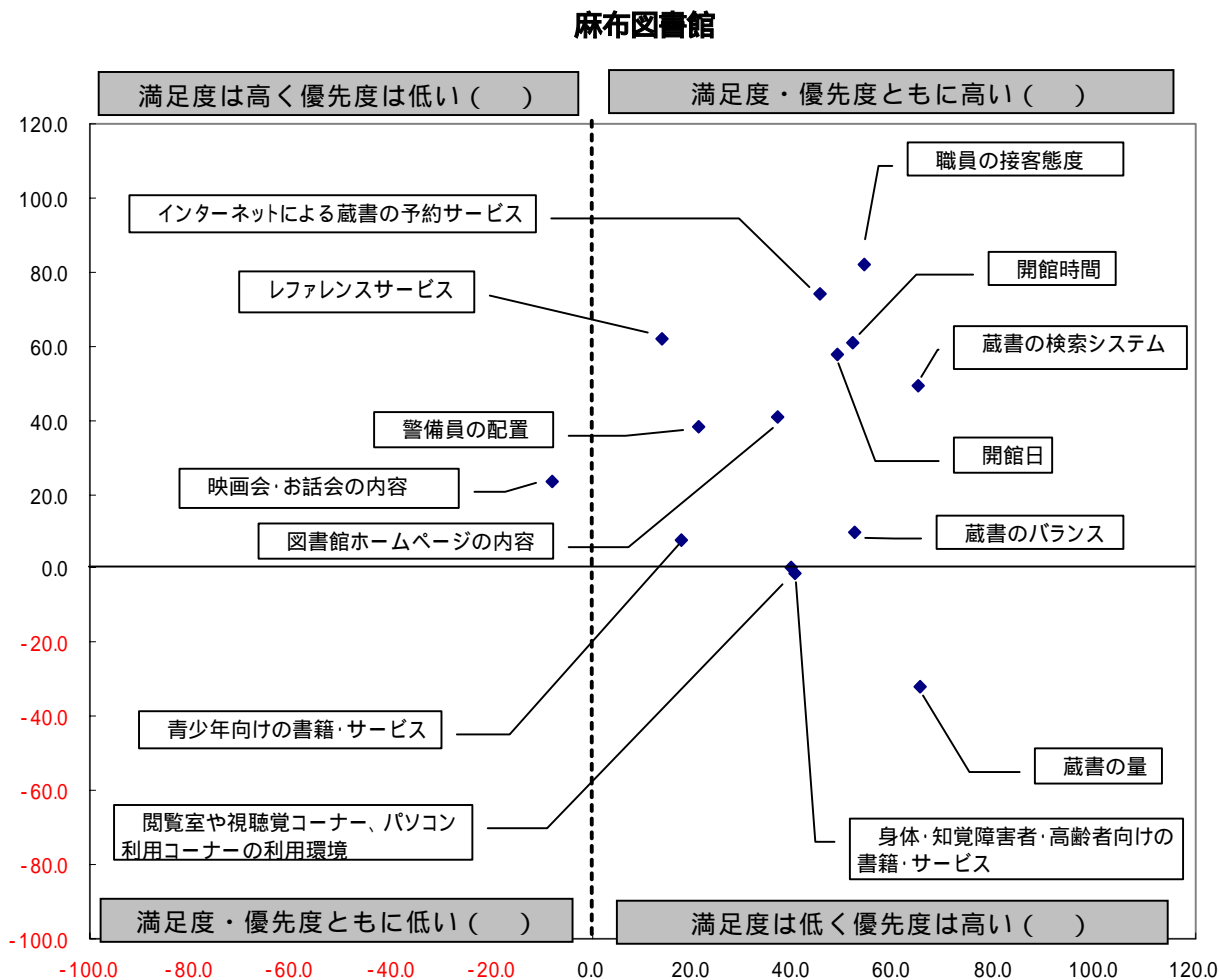 麻布図書館
満足度は高く優先度は低い(　)
満足度・優先度ともに高い(　)
120.0
100.0
80.0
60.0
40.0
20.0
0.0
-20.0
-40.0
-60.0
-80.0
-100.0
職員の接客態度
インターネットによる蔵書の予約サービス
開館時間
レファレンスサービス
蔵書の検索システム
警備員の配置
開館日
映画会・お話会の内容
図書館ホームページの内容
蔵書のバランス
青少年向けの書籍・サービス
蔵書の量
閲覧室や視聴覚コーナー、パソコン
利用コーナーの利用環境
身体・知覚障害者・高齢者向けの
書籍・サービス
満足度・優先度ともに低い(　)
満足度は低く優先度は高い(　)
-100.0 -80.0 -60.0 -40.0 -20.0 0.0 20.0 40.0 60.0 80.0 100.0 120.0